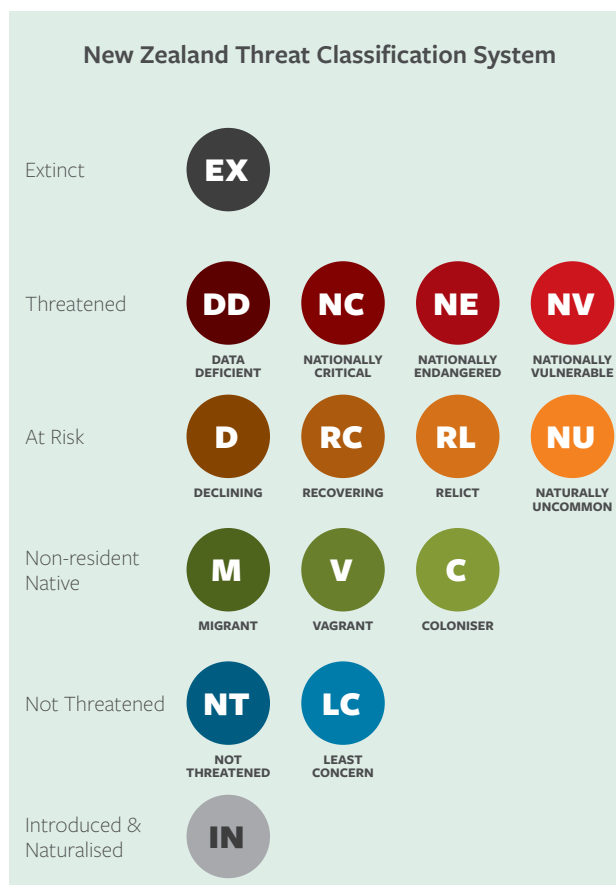 New Zealand Threat Classification System
Extinct
EX
Threatened
DD
NC
NE
NV
DATA
DEFICIENT
NATIONALLY
CRITICAL
NATIONALLY
ENDANGERED
NATIONALLY
VULNERABLE
At Risk
D
RC
RL
NU
DECLINING
RECOVERING
RELICT
NATURALLY
UNCOMMON
Non-resident
Native
M
V
C
MIGRANT
VAGRANT
COLONISER
Not Threatened
NT
LC
NOT
THREATENED
LEAST
CONCERN
Introduced &
Naturalised
IN